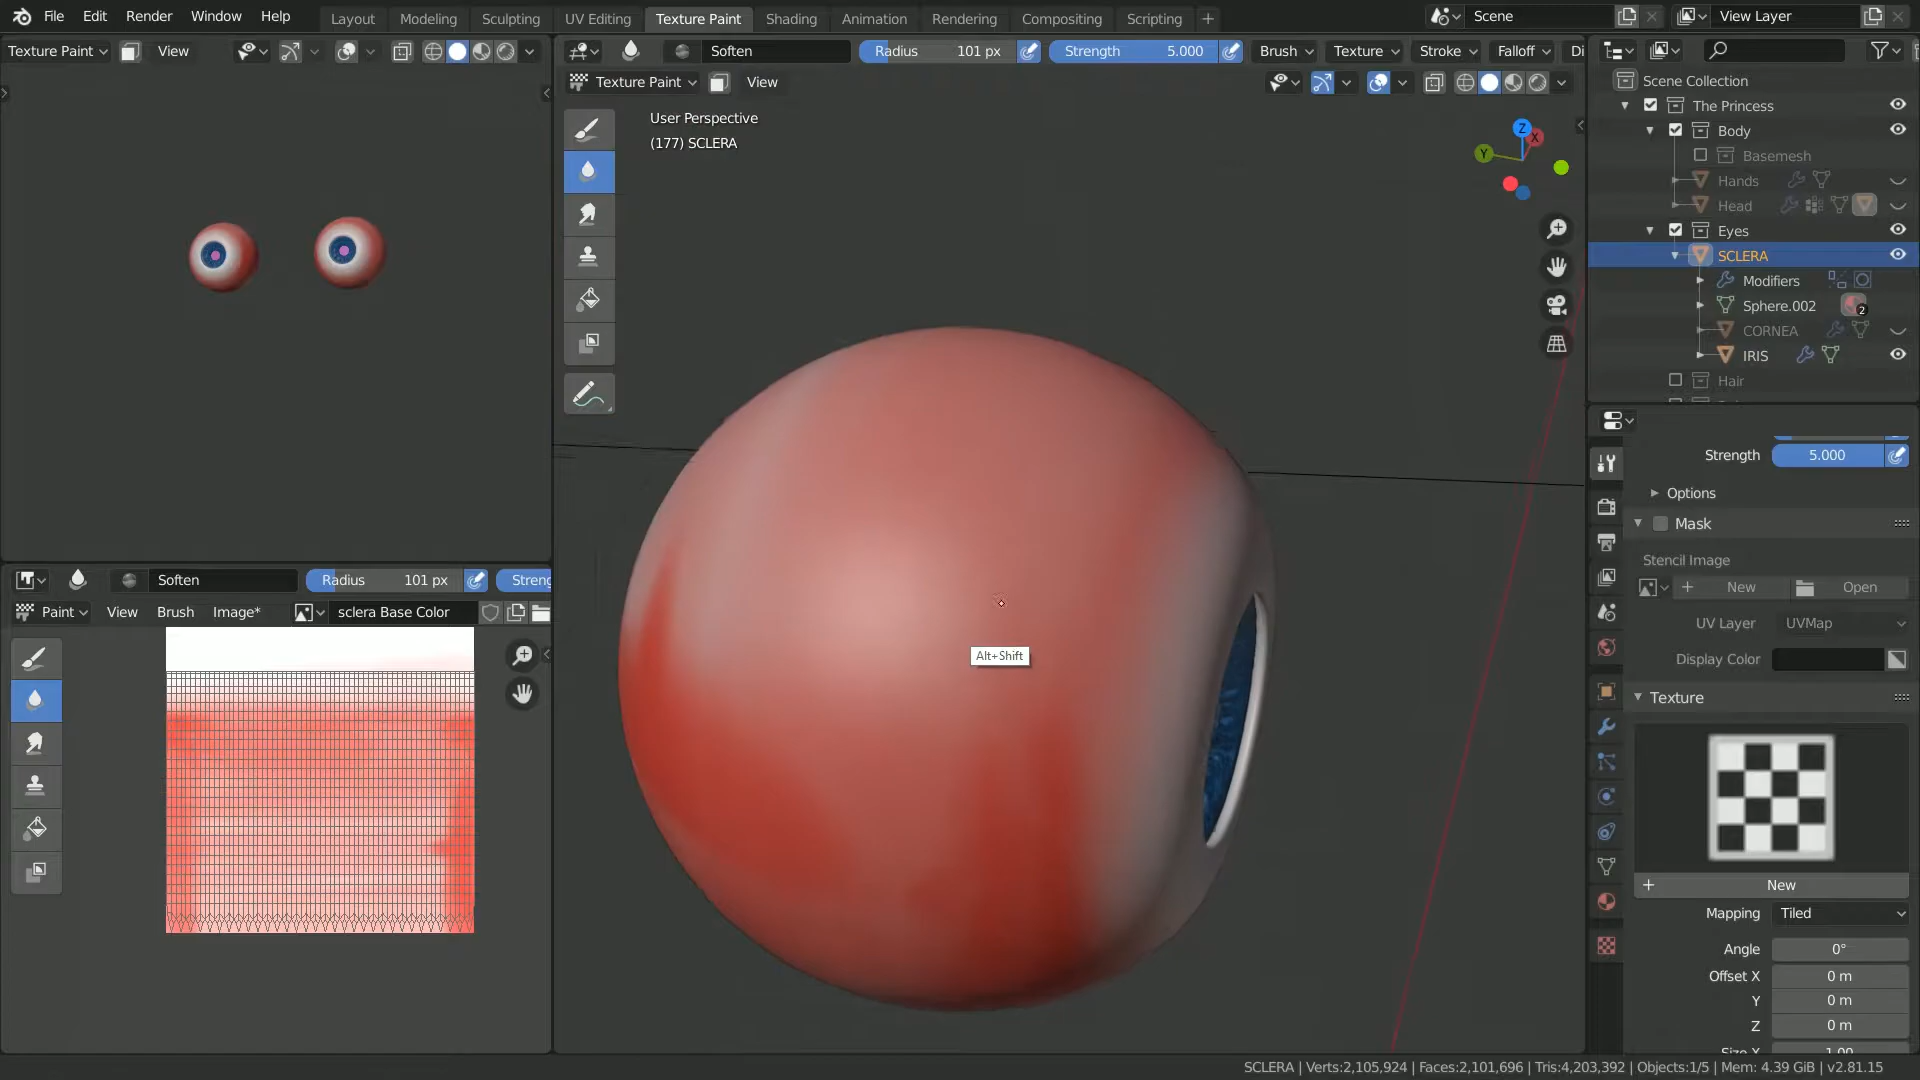 File Edit Render Window Help
Layout Modeling Sculpting UV Editing Texture Paint Shading Animation Rendering Compositing Scripting +
Scene
View Layer
Texture Paint View
Soften Radius 101 px Strength 5.000 Brush Texture Stroke Falloff Di
Texture Paint View
User Perspective
(177) SCLERA
Z
X
Y
Alt+Shift
Scene Collection
The Princess
Body
Basemesh
Hands
Head
Eyes
SCLERA
Modifiers
Sphere.002 2
CORNEA
IRIS
Hair
Strength 5.000
Options
Mask
Stencil Image
+ New Open
UV Layer UVMap
Display Color
Texture
+ New
Mapping Tiled
Angle 0°
Offset X 0 m
Y 0 m
Z 0 m
Size X 1.00
Soften Radius 101 px Streng
Paint View Brush Image* sclera Base Color
SCLERA | Verts:2,105,924 | Faces:2,101,696 | Tris:4,203,392 | Objects:1/5 | Mem: 4.39 GiB | v2.81.15